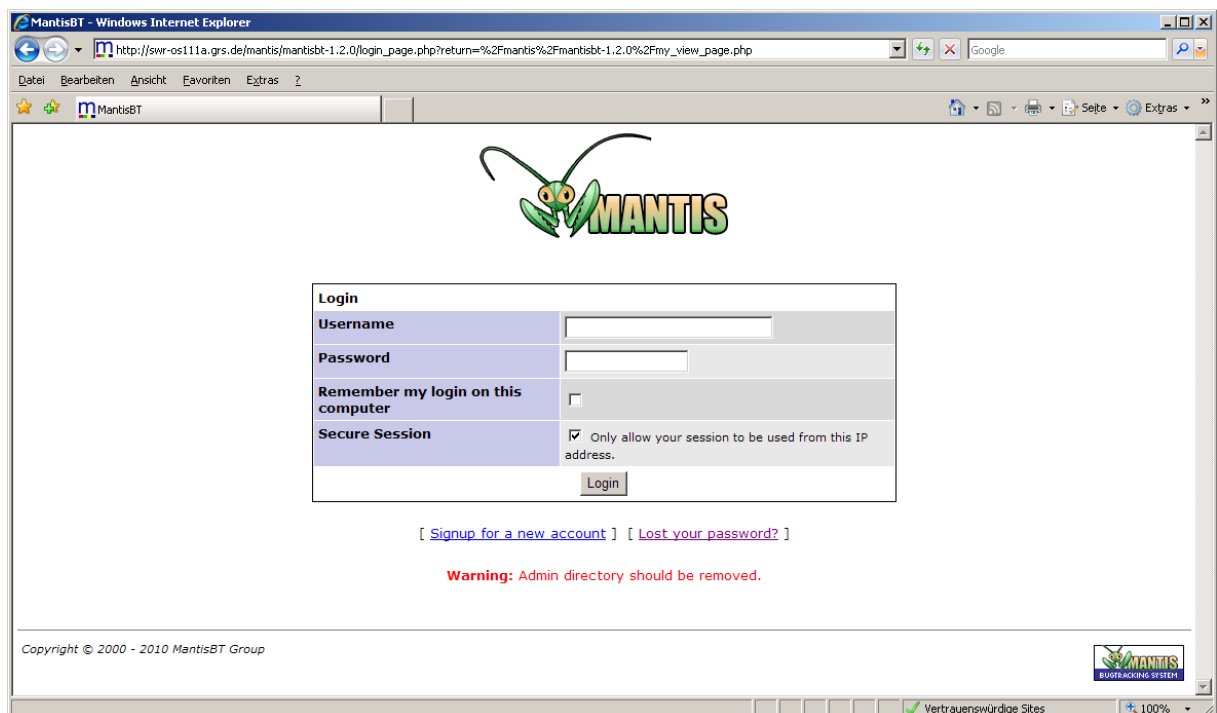 MantisBT - Windows Internet Explorer
http://swr-os111a.grs.de/mantis/mantisbt-1.2.0/login_page.php?return=%2Fmantis%2Fmantisbt-1.2.0%2Fmy_view_page.php
Google
Datei Bearbeiten Ansicht Favoriten Extras ?
MantisBT
Seite Extras
MANTIS
Login
Username
Password
Remember my login on this
computer
Secure Session
Only allow your session to be used from this IP
address.
Login
[ Signup for a new account ] [ Lost your password? ]
Warning: Admin directory should be removed.
Copyright © 2000 - 2010 MantisBT Group
MANTIS
BUGTRACKING SYSTEM
Vertrauenswürdige Sites
100%